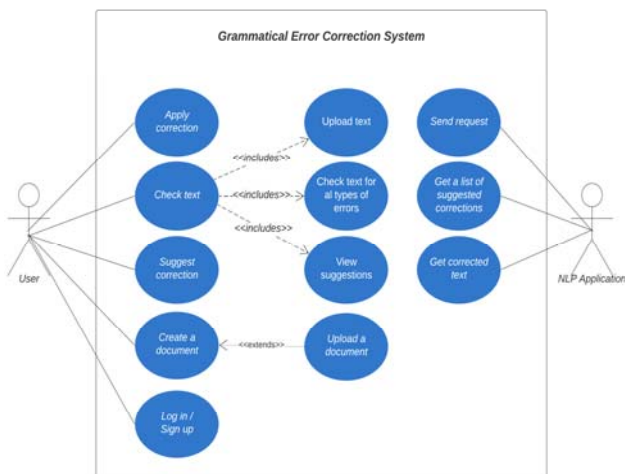 Grammatical Error Correction System
Apply
correction
Upload text
Send request
<<includes>>
Check text
<<includes>>
Check text for
al types of
errors
Get a list of
suggested
corrections
<<includes>>
User
Suggest
correction
View
suggestions
Get corrected
text
NLP Application
Create a
document
<<extends>>
Upload a
document
Log in /
Sign up